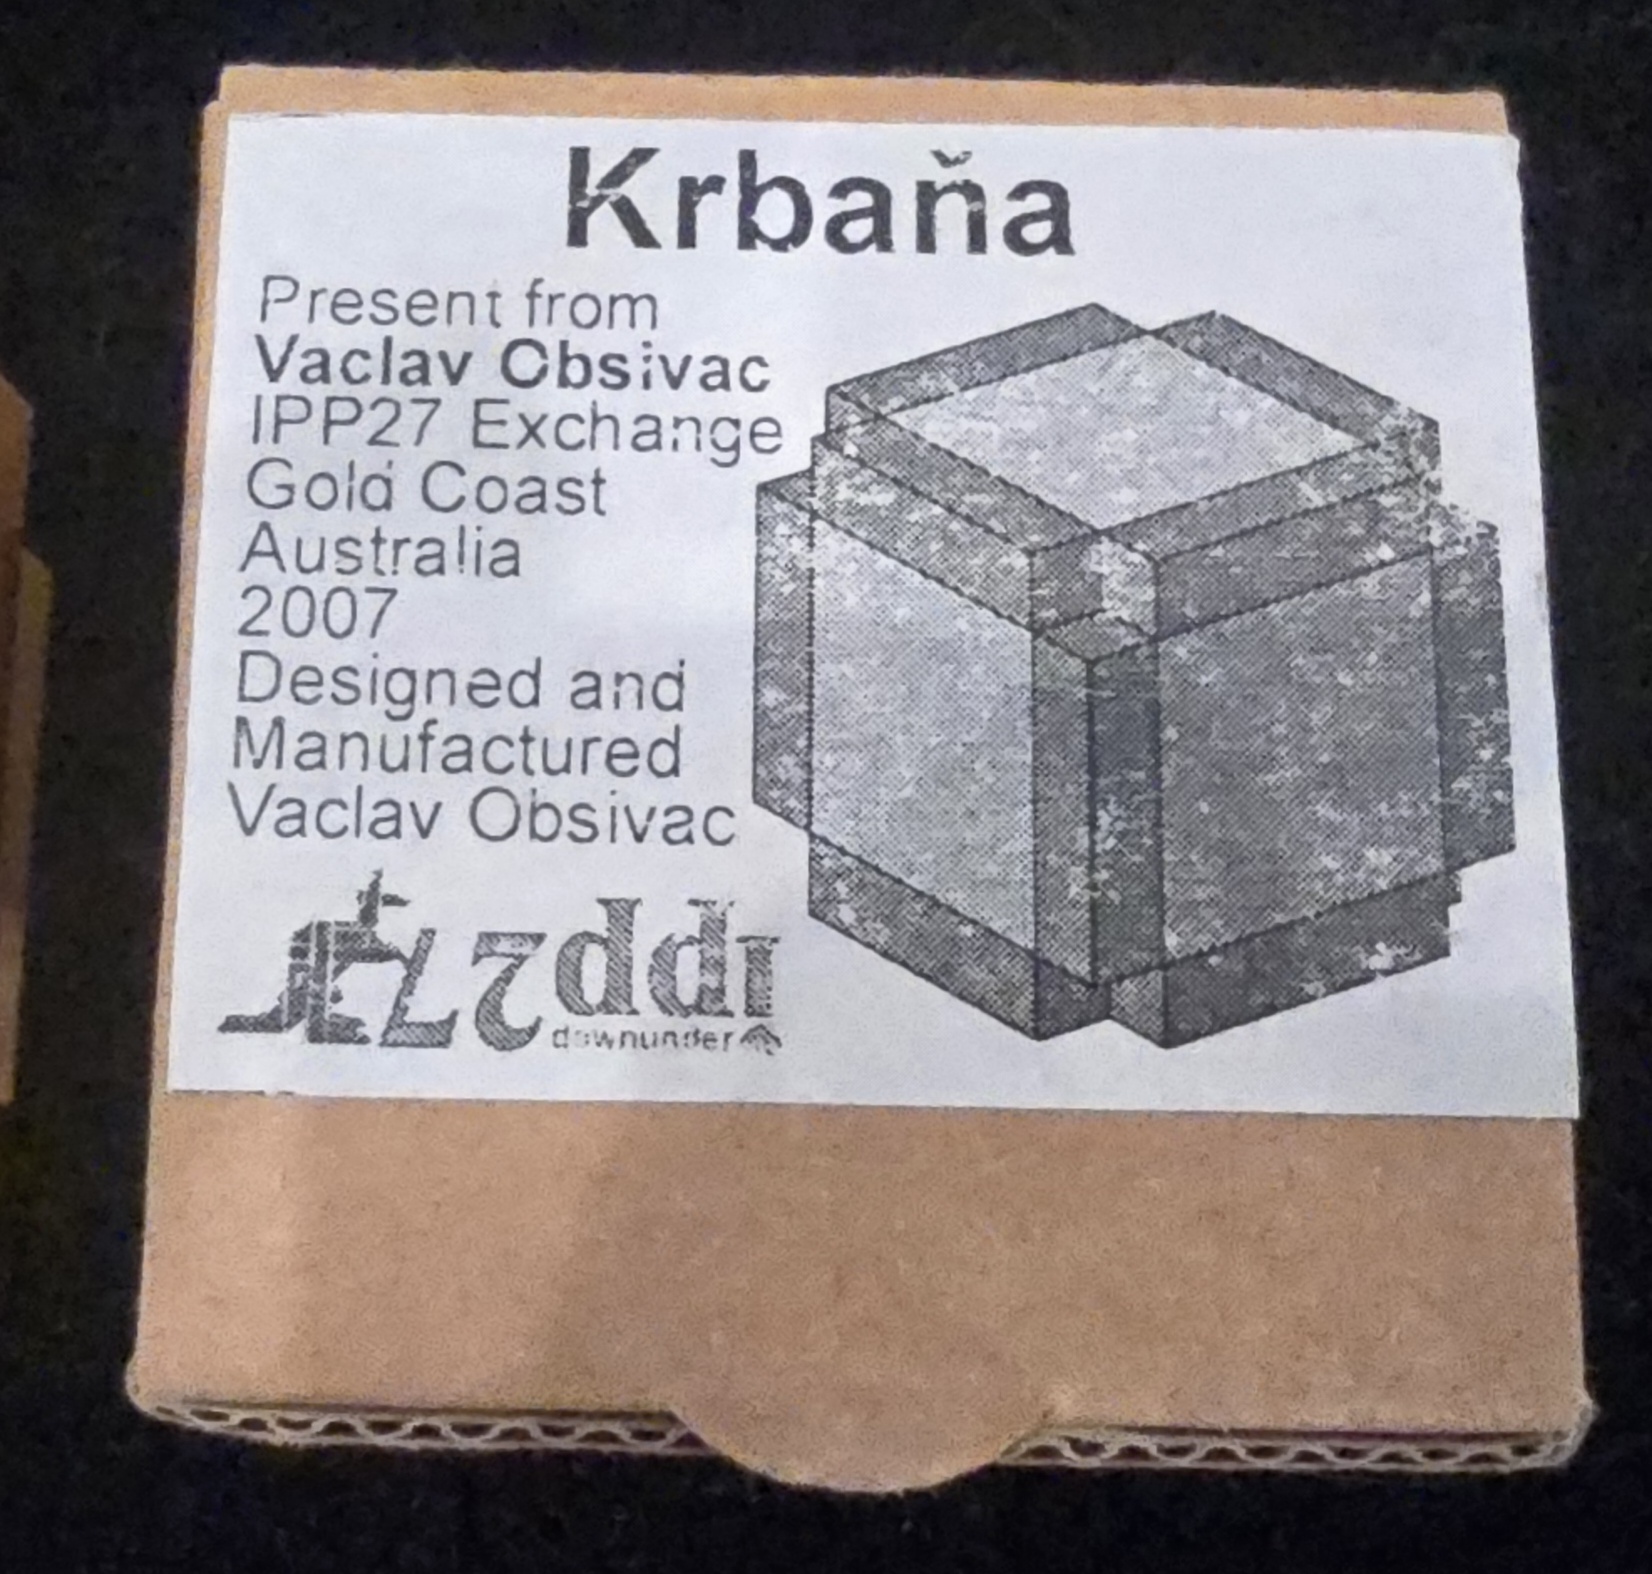 Krbaňa
Present from
Vaclav Obsivac
IPP27 Exchange
Gold Coast
Australia
2007
Designed and
Manufactured
Vaclav Obsivac
IPP27
downunder